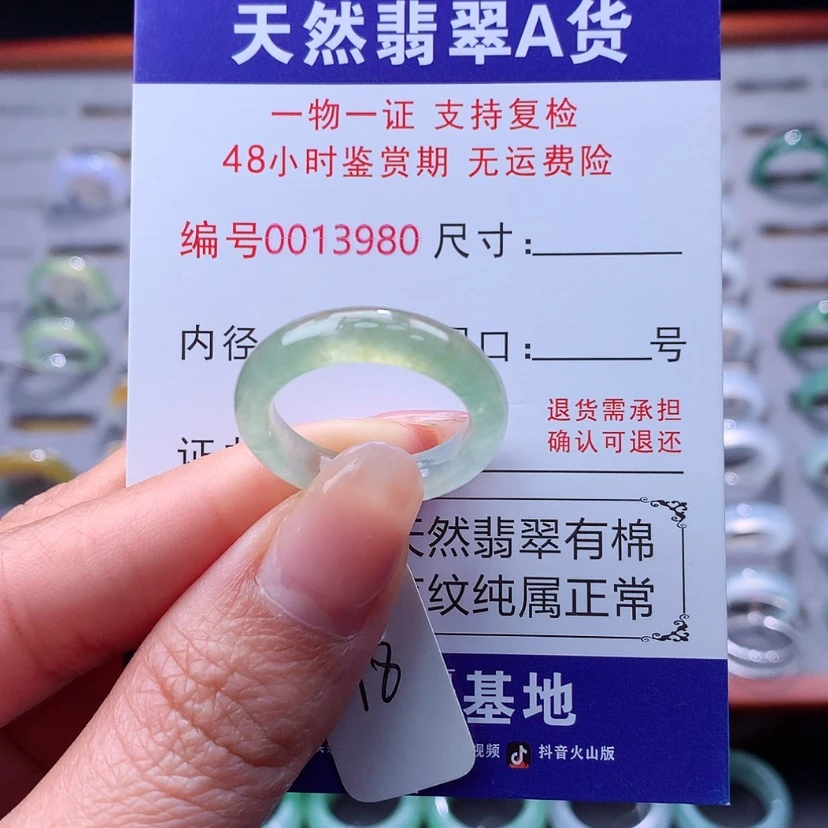 天然翡翠A货
一物一证 支持复检
48小时鉴赏期 无运费险
编号0013980 尺寸:
内径 口: 号
退货需承担
确认可退还
证
然翡翠有棉
纹纯属正常
基地
视频 抖音火山版
18